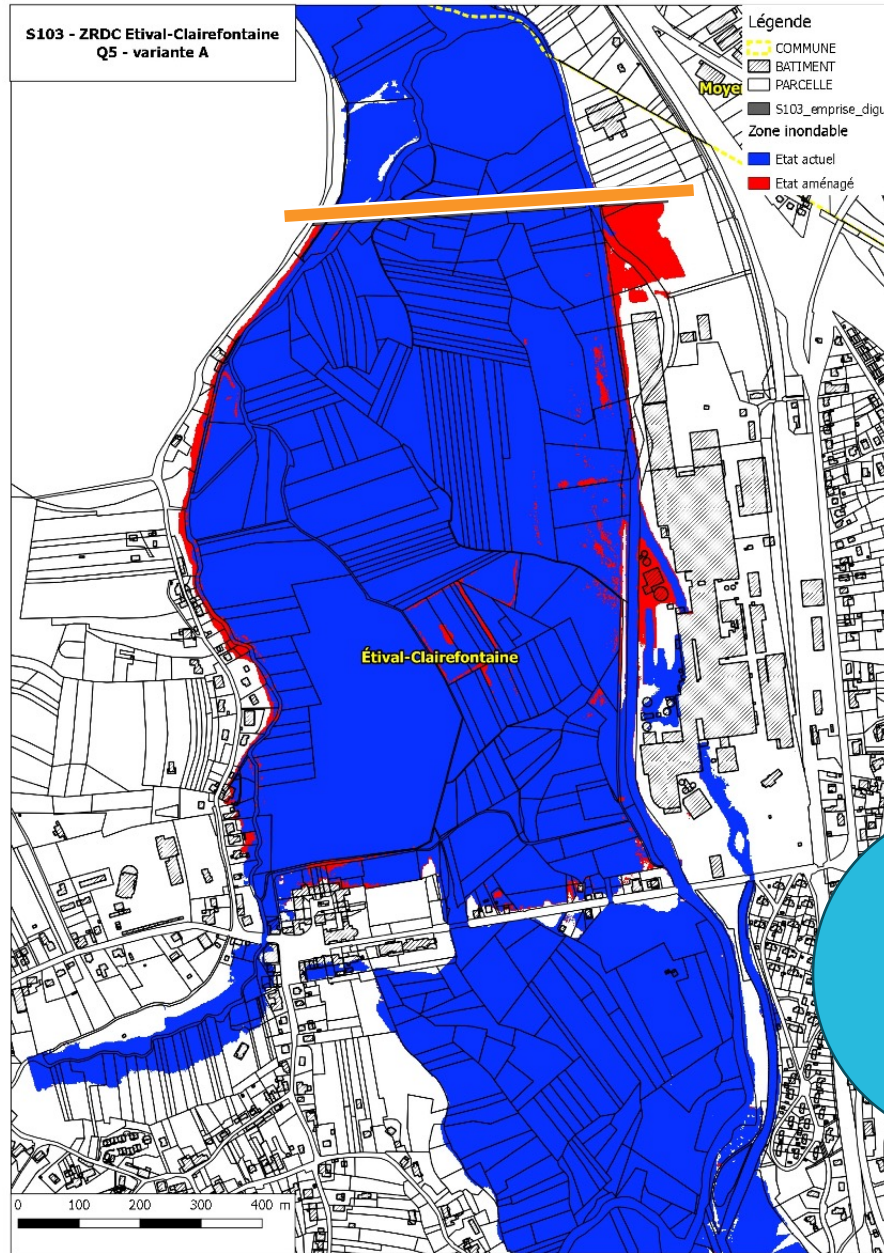 S103 - ZRDC Etival-Clairefontaine
Q5 - variante A
Légende
COMMUNE
BATIMENT
PARCELLE
S103_emprise_digu
Zone inondable
Etat actuel
Etat aménagé
Moye
Étival-Clairefontaine
0 100 200 300 400 m